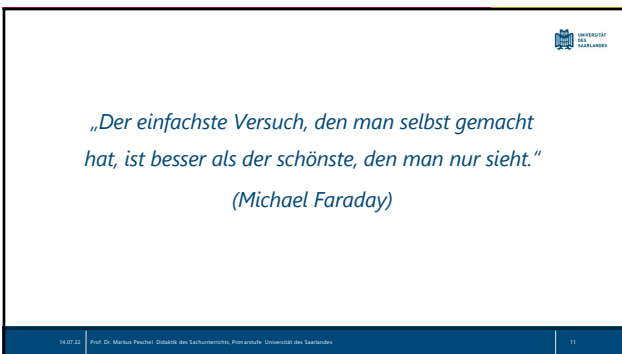 UNIVERSITÄT
DES
SAARLANDES
„Der einfachste Versuch, den man selbst gemacht
hat, ist besser als der schönste, den man nur sieht.“
(Michael Faraday)
14.07.22 Prof. Dr. Markus Peschel Didaktik des Sachunterrichts, Primarstufe Universität des Saarlandes 11